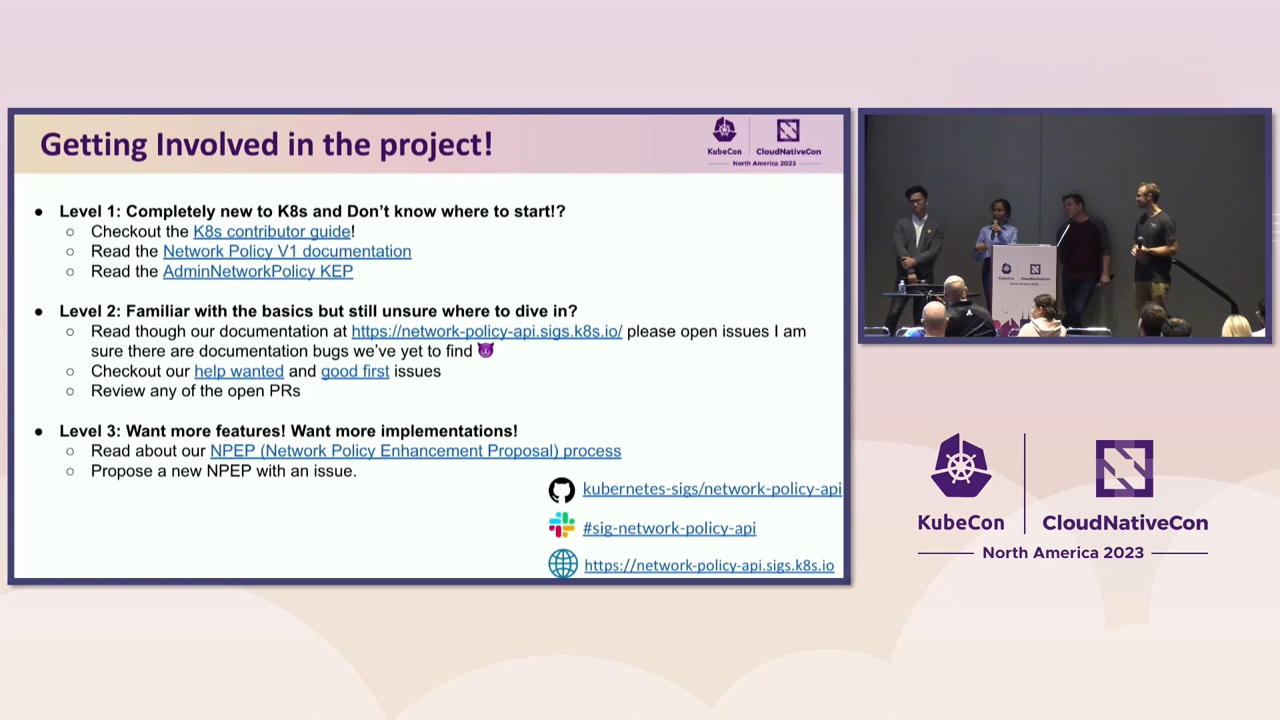 Getting Involved in the project!
KubeCon
CloudNativeCon
North America 2023
● Level 1: Completely new to K8s and Don't know where to start!?
○ Checkout the K8s contributor guide!
○ Read the Network Policy V1 documentation
○ Read the AdminNetworkPolicy KEP
● Level 2: Familiar with the basics but still unsure where to dive in?
○ Read though our documentation at https://network-policy-api.sigs.k8s.io/ please open issues I am
sure there are documentation bugs we've yet to find 😈
○ Checkout our help wanted and good first issues
○ Review any of the open PRs
● Level 3: Want more features! Want more implementations!
○ Read about our NPEP (Network Policy Enhancement Proposal) process
○ Propose a new NPEP with an issue.
kubernetes-sigs/network-policy-api
#sig-network-policy-api
https://network-policy-api.sigs.k8s.io
KubeCon
CloudNativeCon
North America 2023